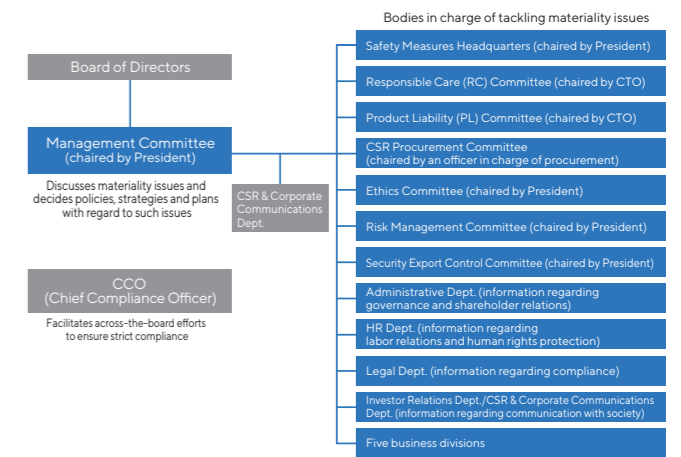 Bodies in charge of tackling materiality issues
Board of Directors
Management Committee
(chaired by President)
Discusses materiality issues and
decides policies, strategies and plans
with regard to such issues
CSR & Corporate
Communications
Dept.
CCO
(Chief Compliance Officer)
Facilitates across-the-board efforts
to ensure strict compliance
Safety Measures Headquarters (chaired by President)
Responsible Care (RC) Committee (chaired by CTO)
Product Liability (PL) Committee (chaired by CTO)
CSR Procurement Committee
(chaired by an officer in charge of procurement)
Ethics Committee (chaired by President)
Risk Management Committee (chaired by President)
Security Export Control Committee (chaired by President)
Administrative Dept. (information regarding
governance and shareholder relations)
HR Dept. (information regarding
labor relations and human rights protection)
Legal Dept. (information regarding compliance)
Investor Relations Dept./CSR & Corporate Communications
Dept. (information regarding communication with society)
Five business divisions